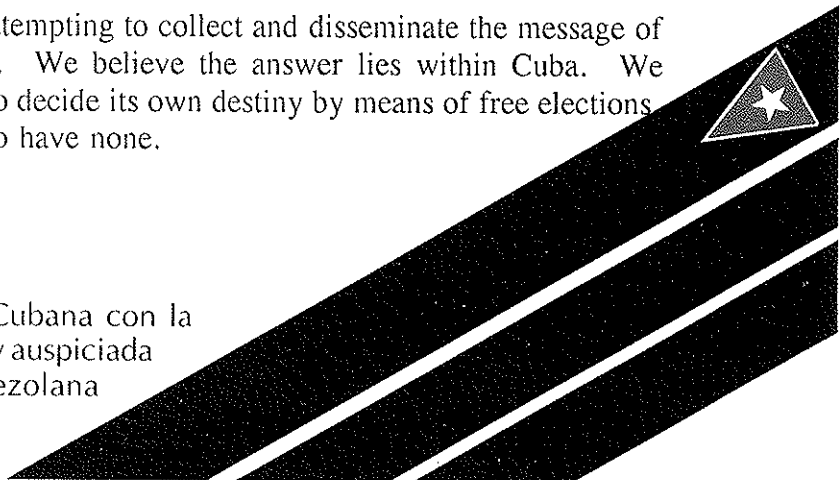 tempting to collect and disseminate the message of
. We believe the answer lies within Cuba. We
decide its own destiny by means of free elections
have none.
Cubana con la
auspiciada
ezolana